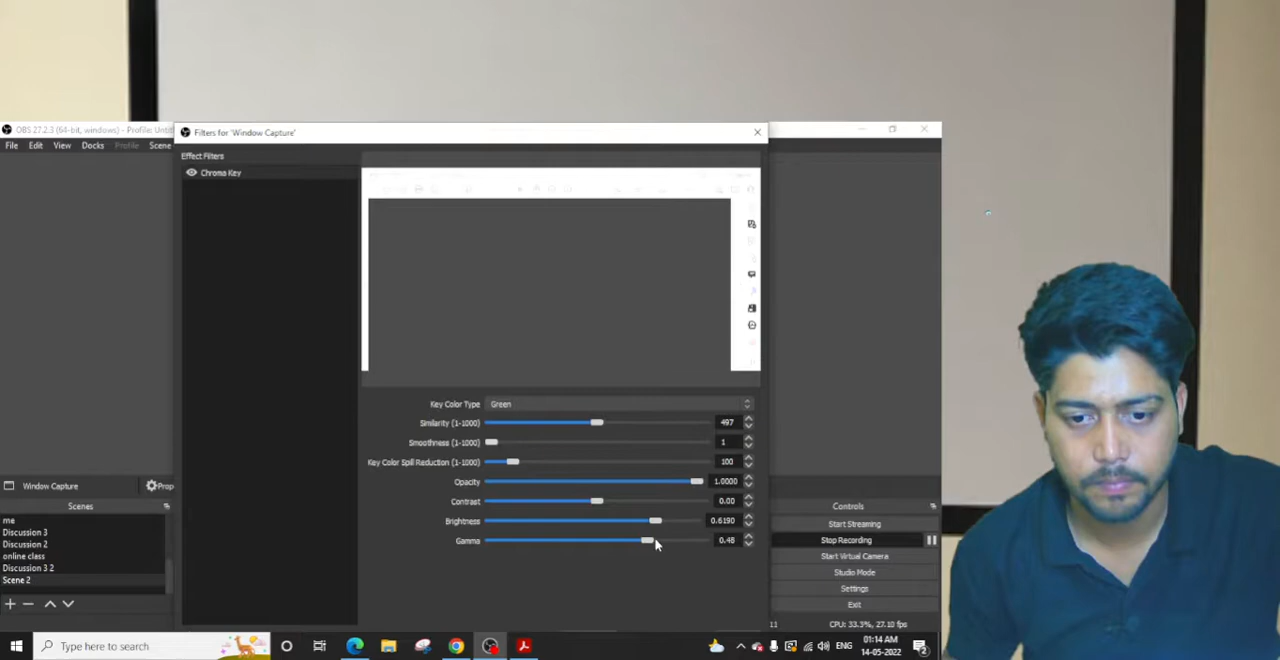 OBS 27.2.3 (64-bit, windows) - Profile: Untit
Filters for 'Window Capture'
File Edit View Docks Profile Scene
Effect Filters
Chroma Key
Key Color Type Green
Similarity (1-1000) 497
Smoothness (1-1000) 1
Key Color Spill Reduction (1-1000) 100
Opacity 1.0000
Contrast 0.00
Brightness 0.6190
Gamma 0.48
Window Capture Prop
Scenes
me
Discussion 3
Discussion 2
online class
Discussion 3 2
Scene 2
Controls
Start Streaming
Stop Recording
Start Virtual Camera
Studio Mode
Settings
Exit
11 CPU: 33.3%, 27.10 fps
Type here to search
ENG
01:14 AM
14-05-2022
2